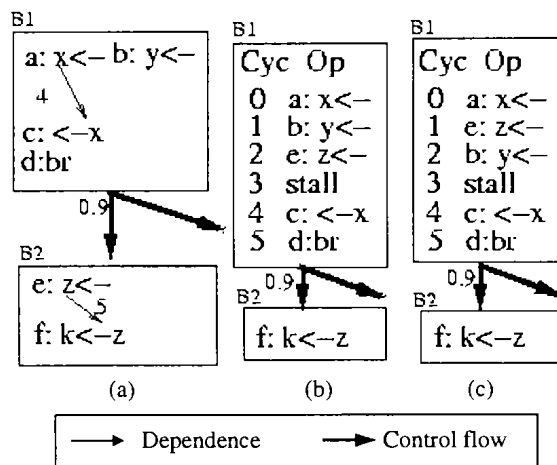 B1
a: x<– b: y<–
4
c: <–x
d:br
0.9
B2
e: z<–
5
f: k<–z
(a)
B1
Cyc Op
0 a: x<–
1 b: y<–
2 e: z<–
3 stall
4 c: <–x
5 d:br
0.9
B2
f: k<–z
(b)
B1
Cyc Op
0 a: x<–
1 e: z<–
2 b: y<–
3 stall
4 c: <–x
5 d:br
0.9
B2
f: k<–z
(c)
Dependence Control flow